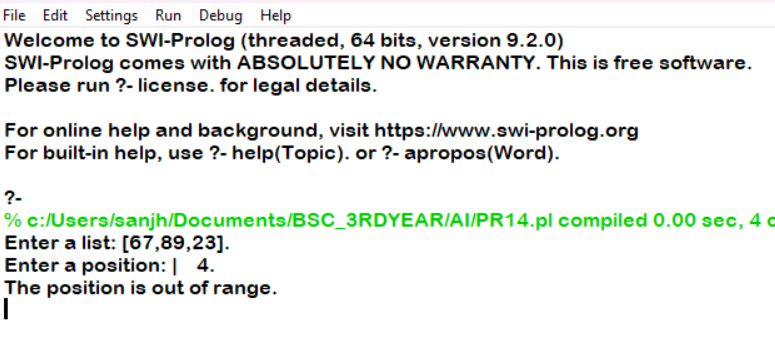 File Edit Settings Run Debug Help
Welcome to SWI-Prolog (threaded, 64 bits, version 9.2.0)
SWI-Prolog comes with ABSOLUTELY NO WARRANTY. This is free software.
Please run ?- license. for legal details.
For online help and background, visit https://www.swi-prolog.org
For built-in help, use ?- help(Topic). or ?- apropos(Word).
?-
% c:/Users/sanjh/Documents/BSC_3RDYEAR/AI/PR14.pl compiled 0.00 sec, 4
Enter a list: [67,89,23].
Enter a position: | 4.
The position is out of range.